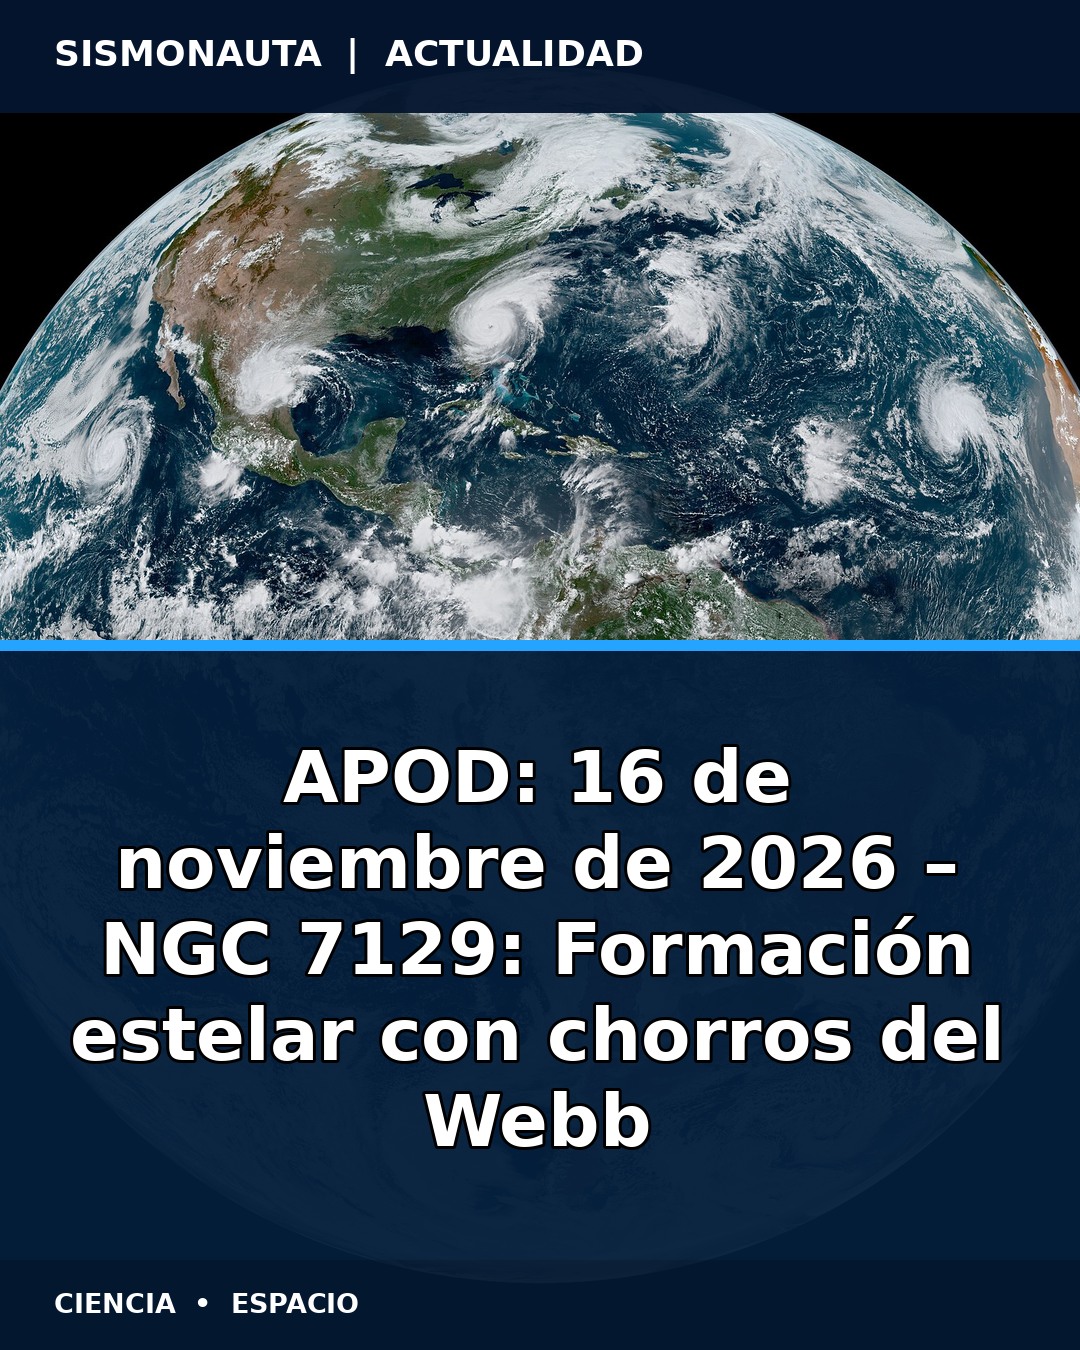 SISMONAUTA | ACTUALIDAD
APOD: 16 de
noviembre de 2026 –
NGC 7129: Formación
estelar con chorros del
Webb
CIENCIA • ESPACIO